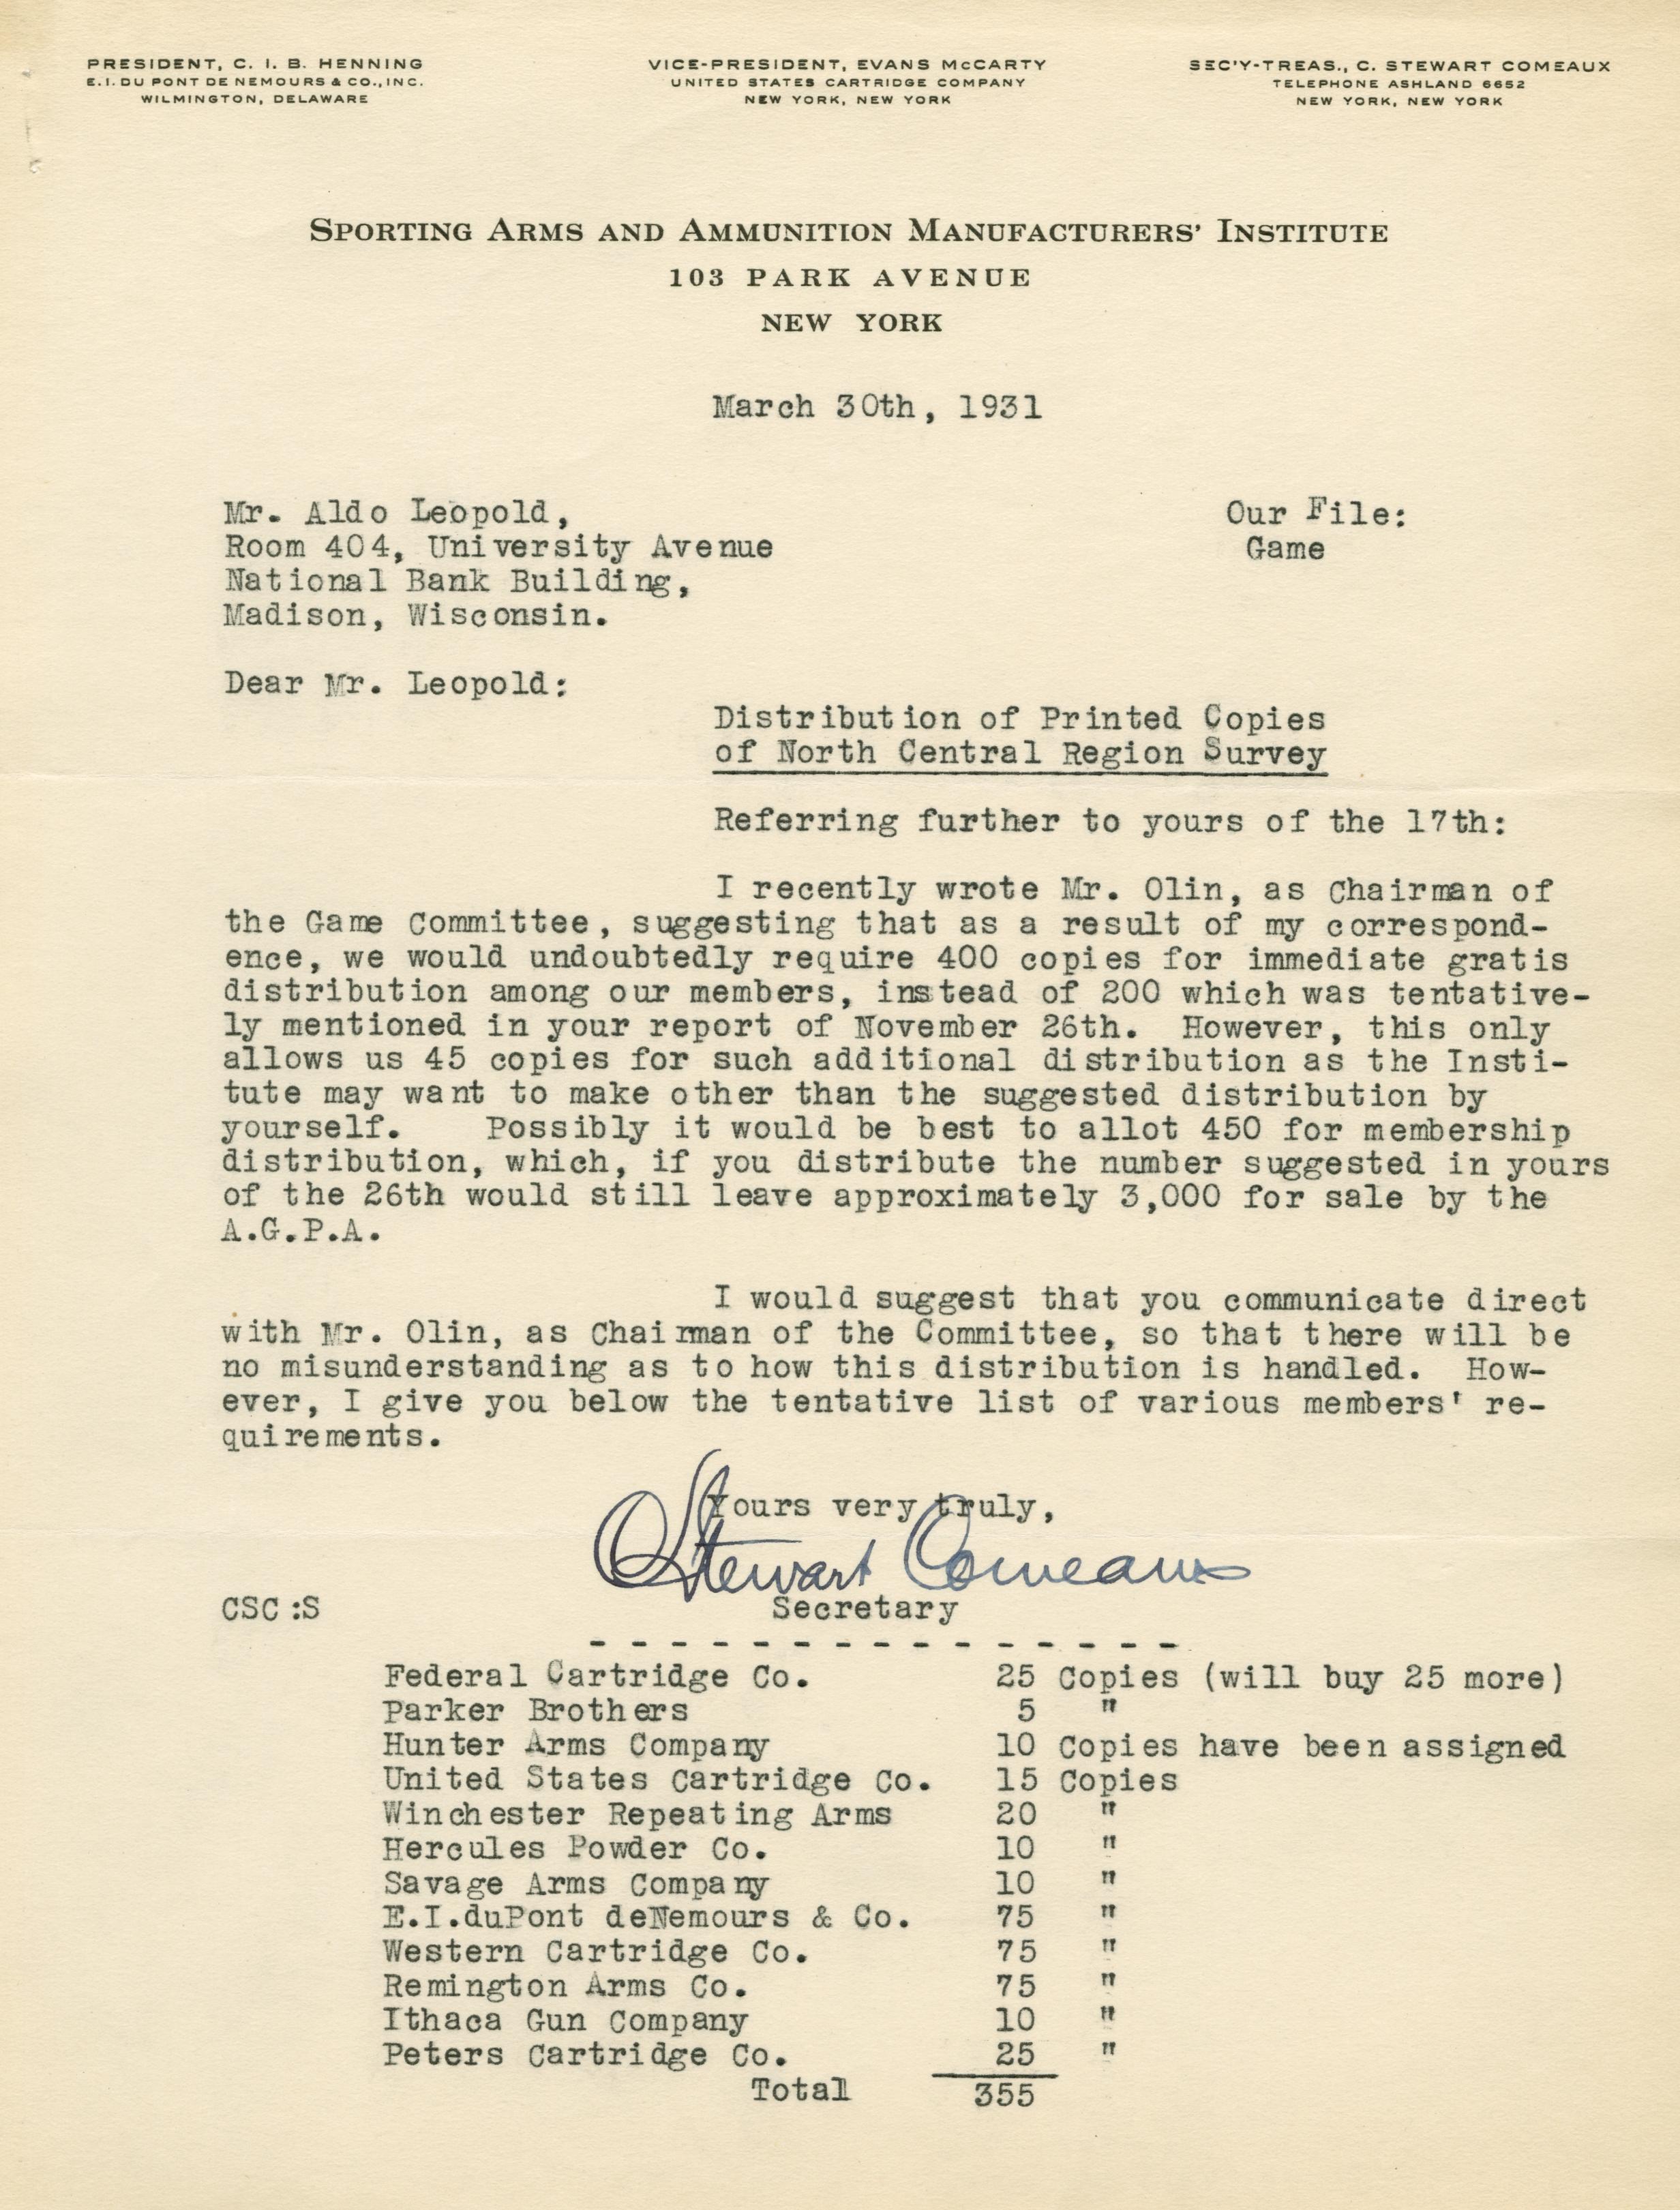 PRESIDENT, C. I. B. HENNING
E. I. DU PONT DE NEMOURS & CO., INC.
WILMINGTON, DELAWARE
VICE-PRESIDENT, EVANS McCARTY
UNITED STATES CARTRIDGE COMPANY
NEW YORK, NEW YORK
SEC'Y-TREAS., C. STEWART COMEAUX
TELEPHONE ASHLAND 6652
NEW YORK, NEW YORK
SPORTING ARMS AND AMMUNITION MANUFACTURERS' INSTITUTE
103 PARK AVENUE
NEW YORK
March 30th, 1931
Mr. Aldo Leopold,
Room 404, University Avenue
National Bank Building,
Madison, Wisconsin.
Our File:
Game
Dear Mr. Leopold:
Distribution of Printed Copies
of North Central Region Survey
Referring further to yours of the 17th:
I recently wrote Mr. Olin, as Chairman of
the Game Committee, suggesting that as a result of my correspond-
ence, we would undoubtedly require 400 copies for immediate gratis
distribution among our members, instead of 200 which was tentative-
ly mentioned in your report of November 26th. However, this only
allows us 45 copies for such additional distribution as the Insti-
tute may want to make other than the suggested distribution by
yourself. Possibly it would be best to allot 450 for membership
distribution, which, if you distribute the number suggested in yours
of the 26th would still leave approximately 3,000 for sale by the
A.G.P.A.
I would suggest that you communicate direct
with Mr. Olin, as Chairman of the Committee, so that there will be
no misunderstanding as to how this distribution is handled. How-
ever, I give you below the tentative list of various members' re-
quirements.
Yours very truly,
C Stewart Comeaux
CSC:S Secretary
- - - - - - - - - - - - - - -
Federal Cartridge Co. 25 Copies (will buy 25 more)
Parker Brothers 5 "
Hunter Arms Company 10 Copies have been assigned
United States Cartridge Co. 15 Copies
Winchester Repeating Arms 20 "
Hercules Powder Co. 10 "
Savage Arms Company 10 "
E.I.duPont deNemours & Co. 75 "
Western Cartridge Co. 75 "
Remington Arms Co. 75 "
Ithaca Gun Company 10 "
Peters Cartridge Co. 25 "
Total 355